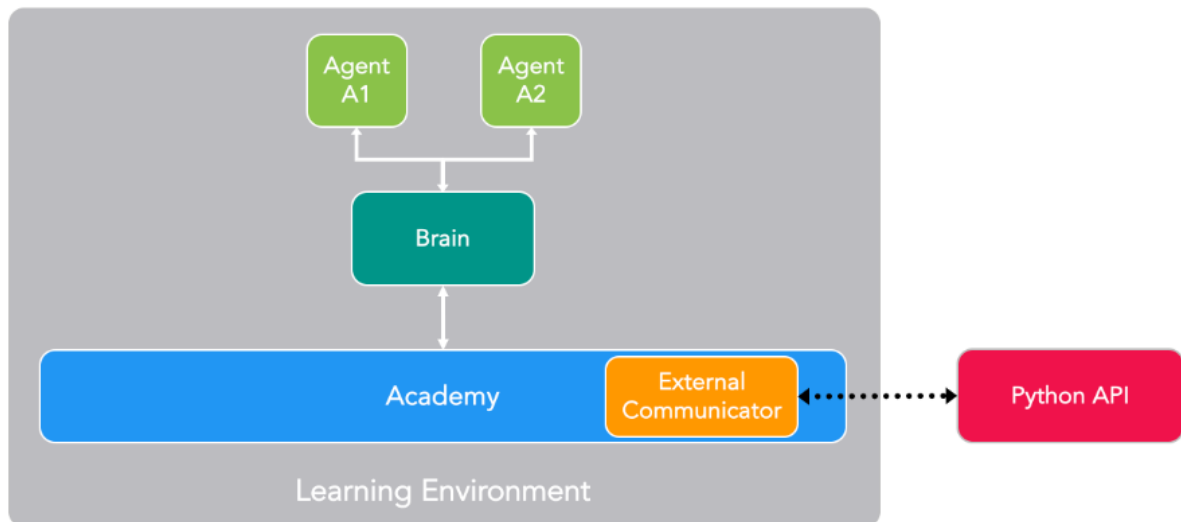 Agent
A1
Agent
A2
Brain
Academy
External
Communicator
Python API
Learning Environment